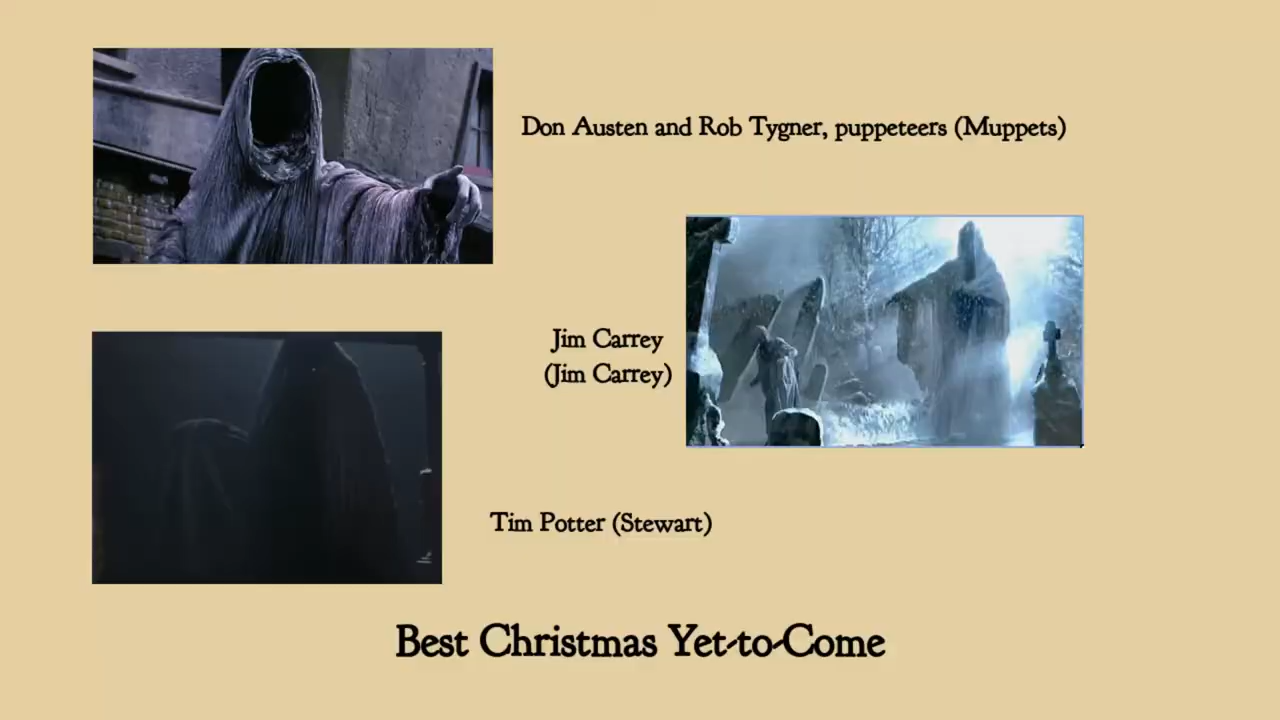 Don Austen and Rob Tygner, puppeteers (Muppets)
Jim Carrey
(Jim Carrey)
Tim Potter (Stewart)
Best Christmas Yet-to-Come